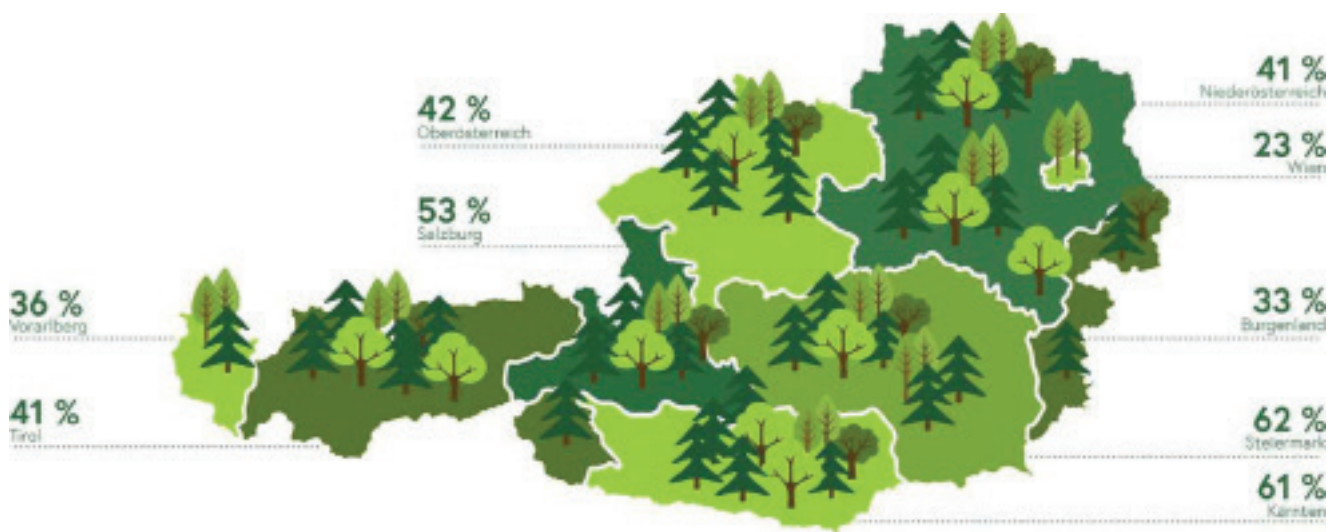 41 %
Niederösterreich
42 %
Oberösterreich
23 %
Wien
53 %
Salzburg
36 %
Vorarlberg
33 %
Burgenland
41 %
Tirol
62 %
Steiermark
61 %
Kärnten